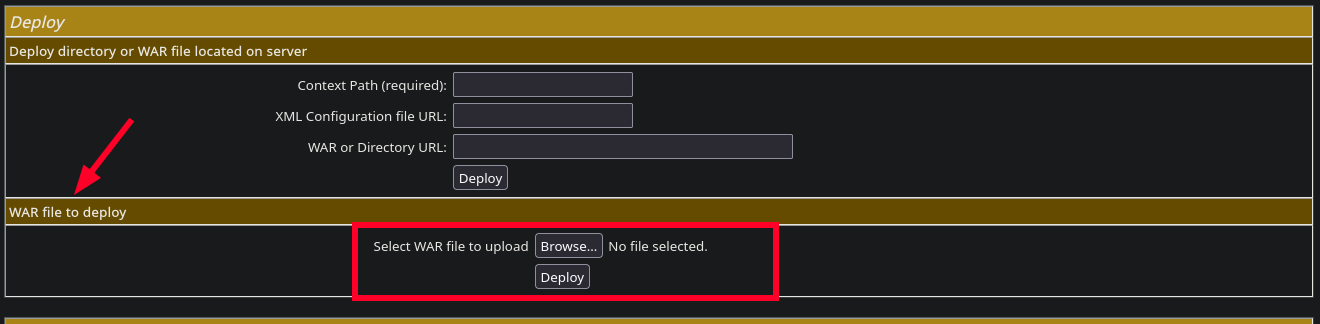 Deploy
Deploy directory or WAR file located on server
Context Path (required):
XML Configuration file URL:
WAR or Directory URL:
Deploy
WAR file to deploy
Select WAR file to upload Browse... No file selected.
Deploy